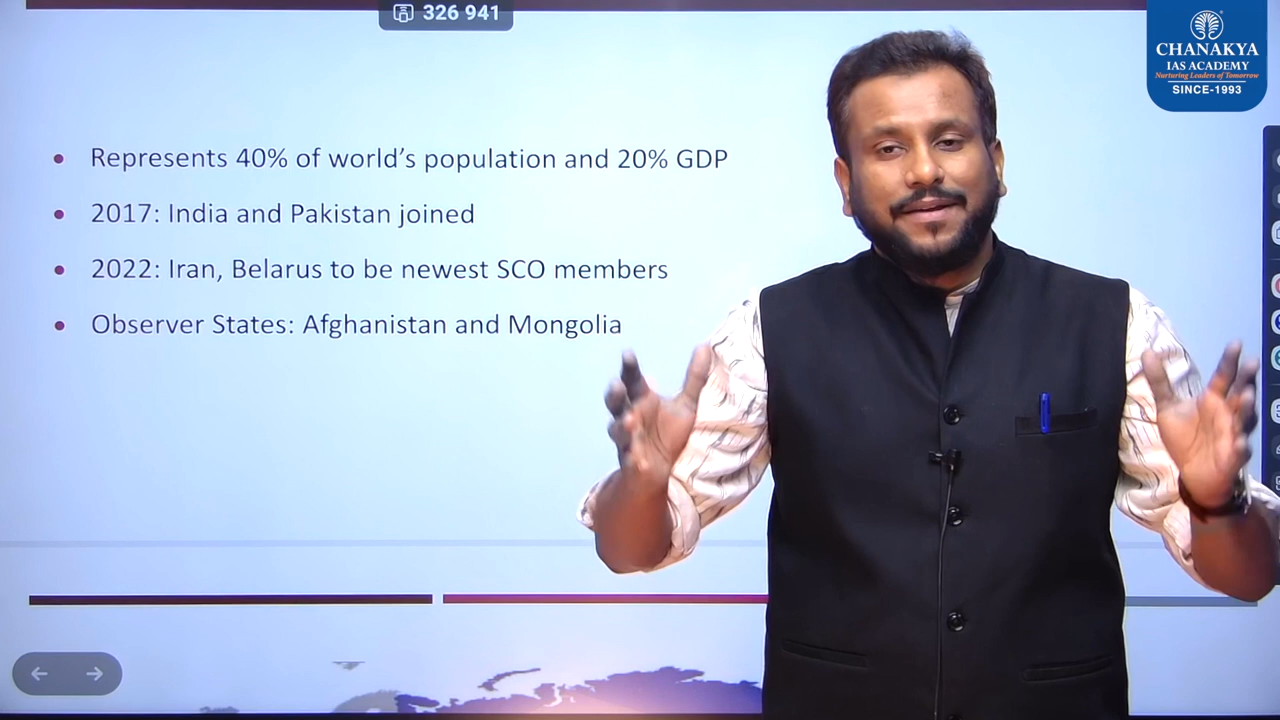 326 941
CHANAKYA
IAS ACADEMY
Nurturing Leaders of Tomorrow
SINCE-1993
• Represents 40% of world’s population and 20% GDP
• 2017: India and Pakistan joined
• 2022: Iran, Belarus to be newest SCO members
• Observer States: Afghanistan and Mongolia